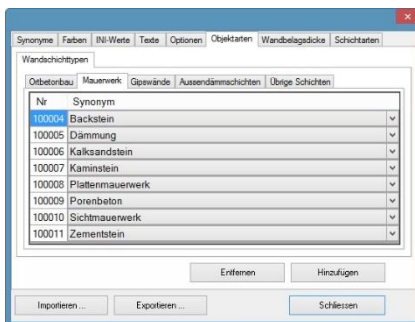 Synonyme Farben INI-Werte Texte Optionen Objektarten Wandbelagsdicke Schichtarten
Wandschichttypen
Ortbetonbau Mauerwerk Gipswände Aussendämmschichten Übrige Schichten
Nr Synonym
100004 Backstein
100005 Dämmung
100006 Kalksandstein
100007 Kaminstein
100008 Plattenmauerwerk
100009 Porenbeton
100010 Sichtmauerwerk
100011 Zementstein
Entfernen Hinzufügen
Importieren ... Exportieren ... Schliessen